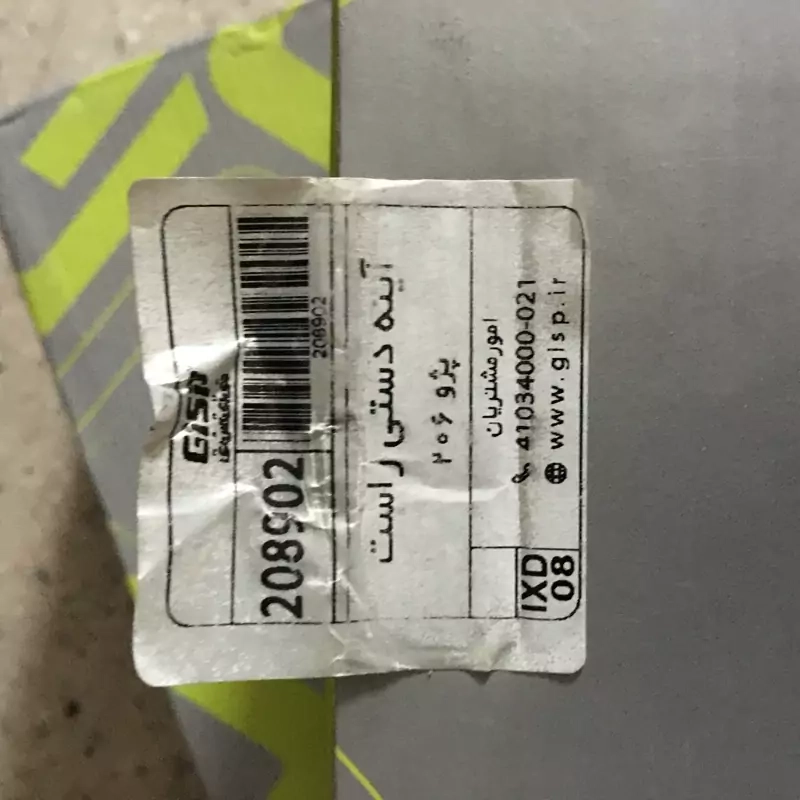 GISP
208902
208902
آینه دستی راست
پژو ۲۰۶
امور مشتریان
41034000-021
www.gisp.ir
IXD
08